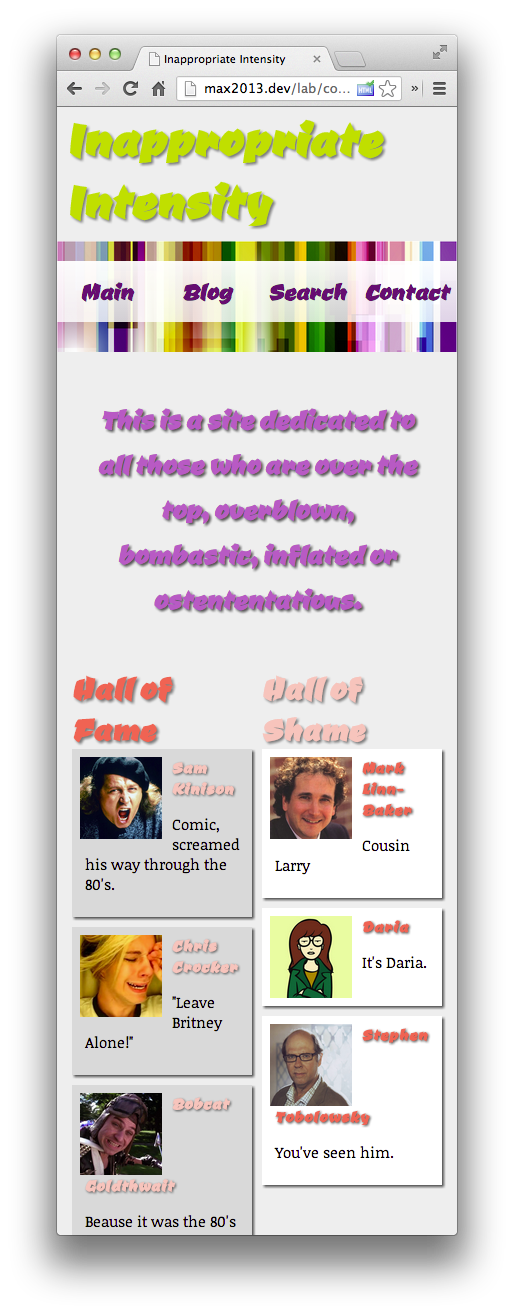 Inappropriate Intensity
max2013.dev/lab/co...
»
Inappropriate
Intensity
Main Blog Search Contact
This is a site dedicated to
all those who are over the
top, overblown,
bombastic, inflated or
ostententatious.
Hall of
Fame
Sam
Kinison
Comic,
screamed
his way through the
80's.
Chris
Crocker
"Leave
Britney
Alone!"
Bobcat
Goldthwait
Beause it was the 80's
Hall of
Shame
Mark
Linn-
Baker
Cousin
Larry
Daria
It's Daria.
Stephen
Tobolowsky
You've seen him.